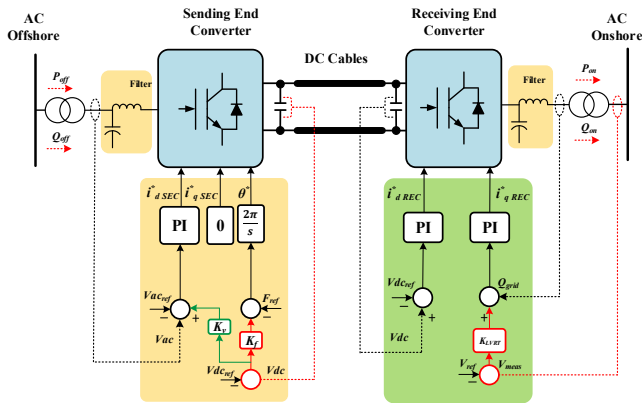 AC
Offshore
Sending End
Converter
DC Cables
Receiving End
Converter
AC
Onshore
P_off
Filter
Filter
P_on
Q_off
Q_on
i*_d SEC
i*_q SEC
θ*
i*_d REC
i*_q REC
PI
0
2π/s
PI
PI
Vac_ref
−
+
Vac
K_v
K_f
F_ref
−
Vdc_ref
−
Vdc
Vdc_ref
−
+
Vdc
Q_grid
−
+
K_LVRT
V_ref
−
V_meas